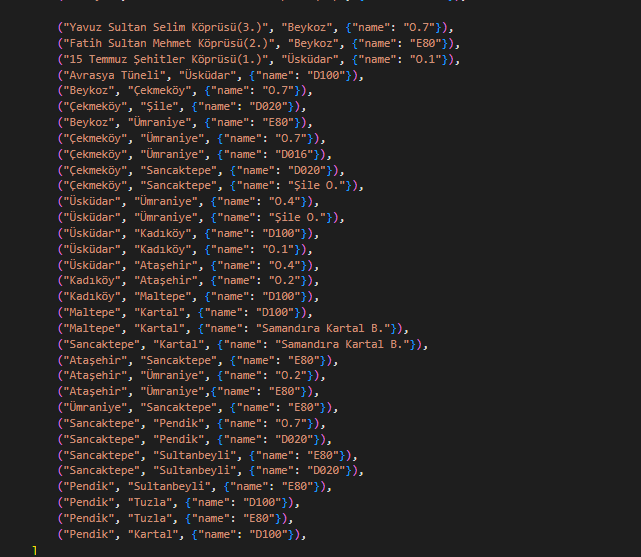 ("Yavuz Sultan Selim Köprüsü(3.)", "Beykoz", {"name": "O.7"}),
("Fatih Sultan Mehmet Köprüsü(2.)", "Beykoz", {"name": "E80"}),
("15 Temmuz Şehitler Köprüsü(1.)", "Üsküdar", {"name": "O.1"}),
("Avrasya Tüneli", "Üsküdar", {"name": "D100"}),
("Beykoz", "Çekmeköy", {"name": "O.7"}),
("Çekmeköy", "Şile", {"name": "D020"}),
("Beykoz", "Ümraniye", {"name": "E80"}),
("Çekmeköy", "Ümraniye", {"name": "O.7"}),
("Çekmeköy", "Ümraniye", {"name": "D016"}),
("Çekmeköy", "Sancaktepe", {"name": "D020"}),
("Çekmeköy", "Sancaktepe", {"name": "Şile O."}),
("Üsküdar", "Ümraniye", {"name": "O.4"}),
("Üsküdar", "Ümraniye", {"name": "Şile O."}),
("Üsküdar", "Kadıköy", {"name": "D100"}),
("Üsküdar", "Kadıköy", {"name": "O.1"}),
("Üsküdar", "Ataşehir", {"name": "O.4"}),
("Kadıköy", "Ataşehir", {"name": "O.2"}),
("Kadıköy", "Maltepe", {"name": "D100"}),
("Maltepe", "Kartal", {"name": "D100"}),
("Maltepe", "Kartal", {"name": "Samandıra Kartal B."}),
("Sancaktepe", "Kartal", {"name": "Samandıra Kartal B."}),
("Ataşehir", "Sancaktepe", {"name": "E80"}),
("Ataşehir", "Ümraniye", {"name": "O.2"}),
("Ataşehir", "Ümraniye",{"name": "E80"}),
("Ümraniye", "Sancaktepe", {"name": "E80"}),
("Sancaktepe", "Pendik", {"name": "O.7"}),
("Sancaktepe", "Pendik", {"name": "D020"}),
("Sancaktepe", "Sultanbeyli", {"name": "E80"}),
("Sancaktepe", "Sultanbeyli", {"name": "D020"}),
("Pendik", "Sultanbeyli", {"name": "E80"}),
("Pendik", "Tuzla", {"name": "D100"}),
("Pendik", "Tuzla", {"name": "E80"}),
("Pendik", "Kartal", {"name": "D100"}),
]